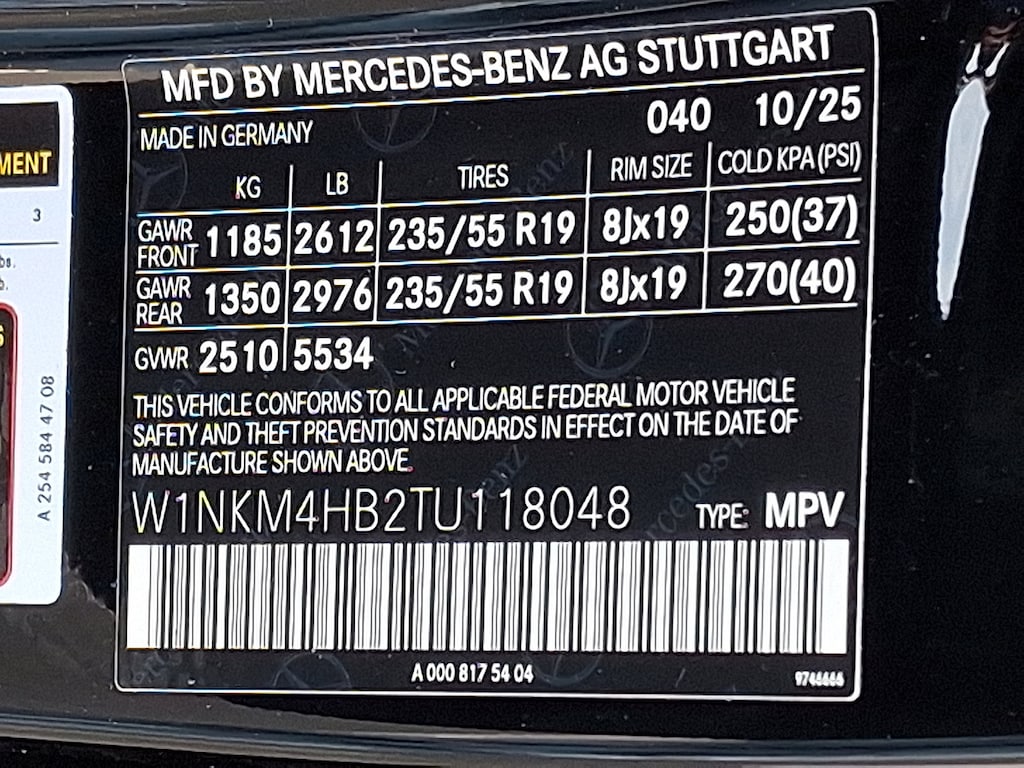 MFD BY MERCEDES-BENZ AG STUTTGART
MADE IN GERMANY 040 10/25
KG LB TIRES RIM SIZE COLD KPA (PSI)
GAWR FRONT 1185 2612 235/55 R19 8Jx19 250(37)
GAWR REAR 1350 2976 235/55 R19 8Jx19 270(40)
GVWR 2510 5534
THIS VEHICLE CONFORMS TO ALL APPLICABLE FEDERAL MOTOR VEHICLE
SAFETY AND THEFT PREVENTION STANDARDS IN EFFECT ON THE DATE OF
MANUFACTURE SHOWN ABOVE.
W1NKM4HB2TU118048 TYPE: MPV
A 000 817 54 04
MENT
3
A 254 584 47 08